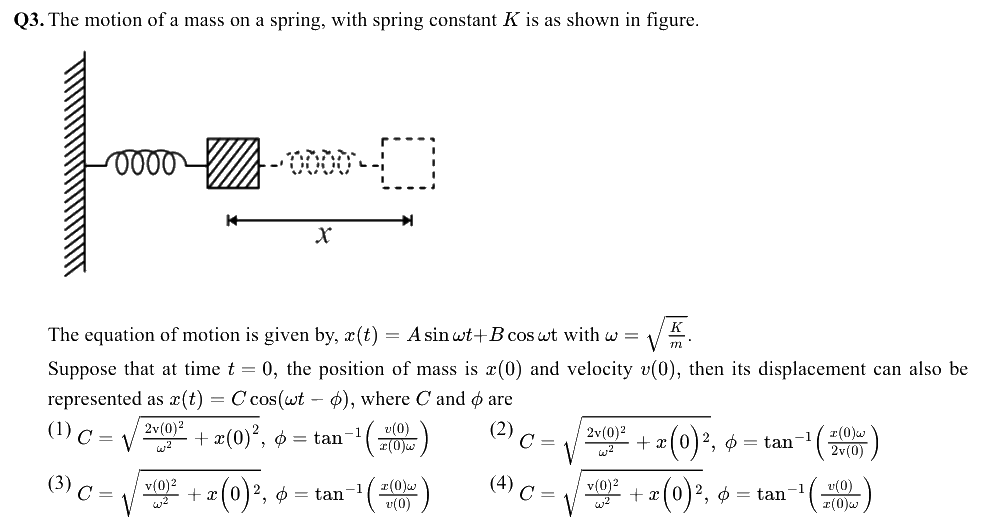 Q3. The motion of a mass on a spring, with spring constant K is as shown in figure.
x
The equation of motion is given by, x(t) = A sin ωt+B cos ωt with ω = √(K/m).
Suppose that at time t = 0, the position of mass is x(0) and velocity v(0), then its displacement can also be
represented as x(t) = C cos(ωt − ϕ), where C and ϕ are
(1) C = √(2v(0)²/ω² + x(0)²), ϕ = tan⁻¹(v(0)/x(0)ω) (2) C = √(2v(0)²/ω² + x(0)²), ϕ = tan⁻¹(x(0)ω/2v(0))
(3) C = √(v(0)²/ω² + x(0)²), ϕ = tan⁻¹(x(0)ω/v(0)) (4) C = √(v(0)²/ω² + x(0)²), ϕ = tan⁻¹(v(0)/x(0)ω)